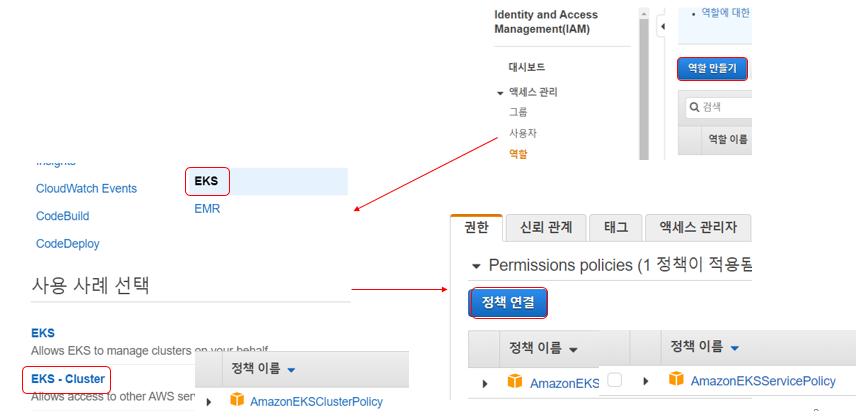 Identity and Access
Management(IAM)
대시보드
액세스 관리
그룹
사용자
역할
역할에 대한
역할 만들기
검색
역할 이름
Insights
CloudWatch Events
CodeBuild
CodeDeploy
EKS
EMR
사용 사례 선택
EKS
Allows EKS to manage clusters on your behalf.
EKS - Cluster
Allows access to other AWS serv
정책 이름
AmazonEKSClusterPolicy
권한
신뢰 관계
태그
액세스 관리자
Permissions policies (1 정책이 적용됨
정책 연결
정책 이름
AmazonEKS
정책 이름
AmazonEKSServicePolicy